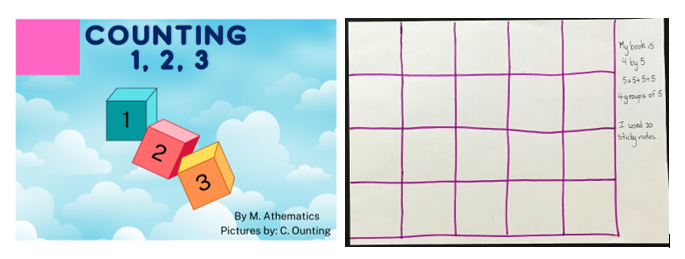 COUNTING
1, 2, 3
1
2
3
By M. Athematics
Pictures by: C. Ounting
My book is
4 by 5
5+5+5+5
4 groups of 5
I used 20
sticky notes.